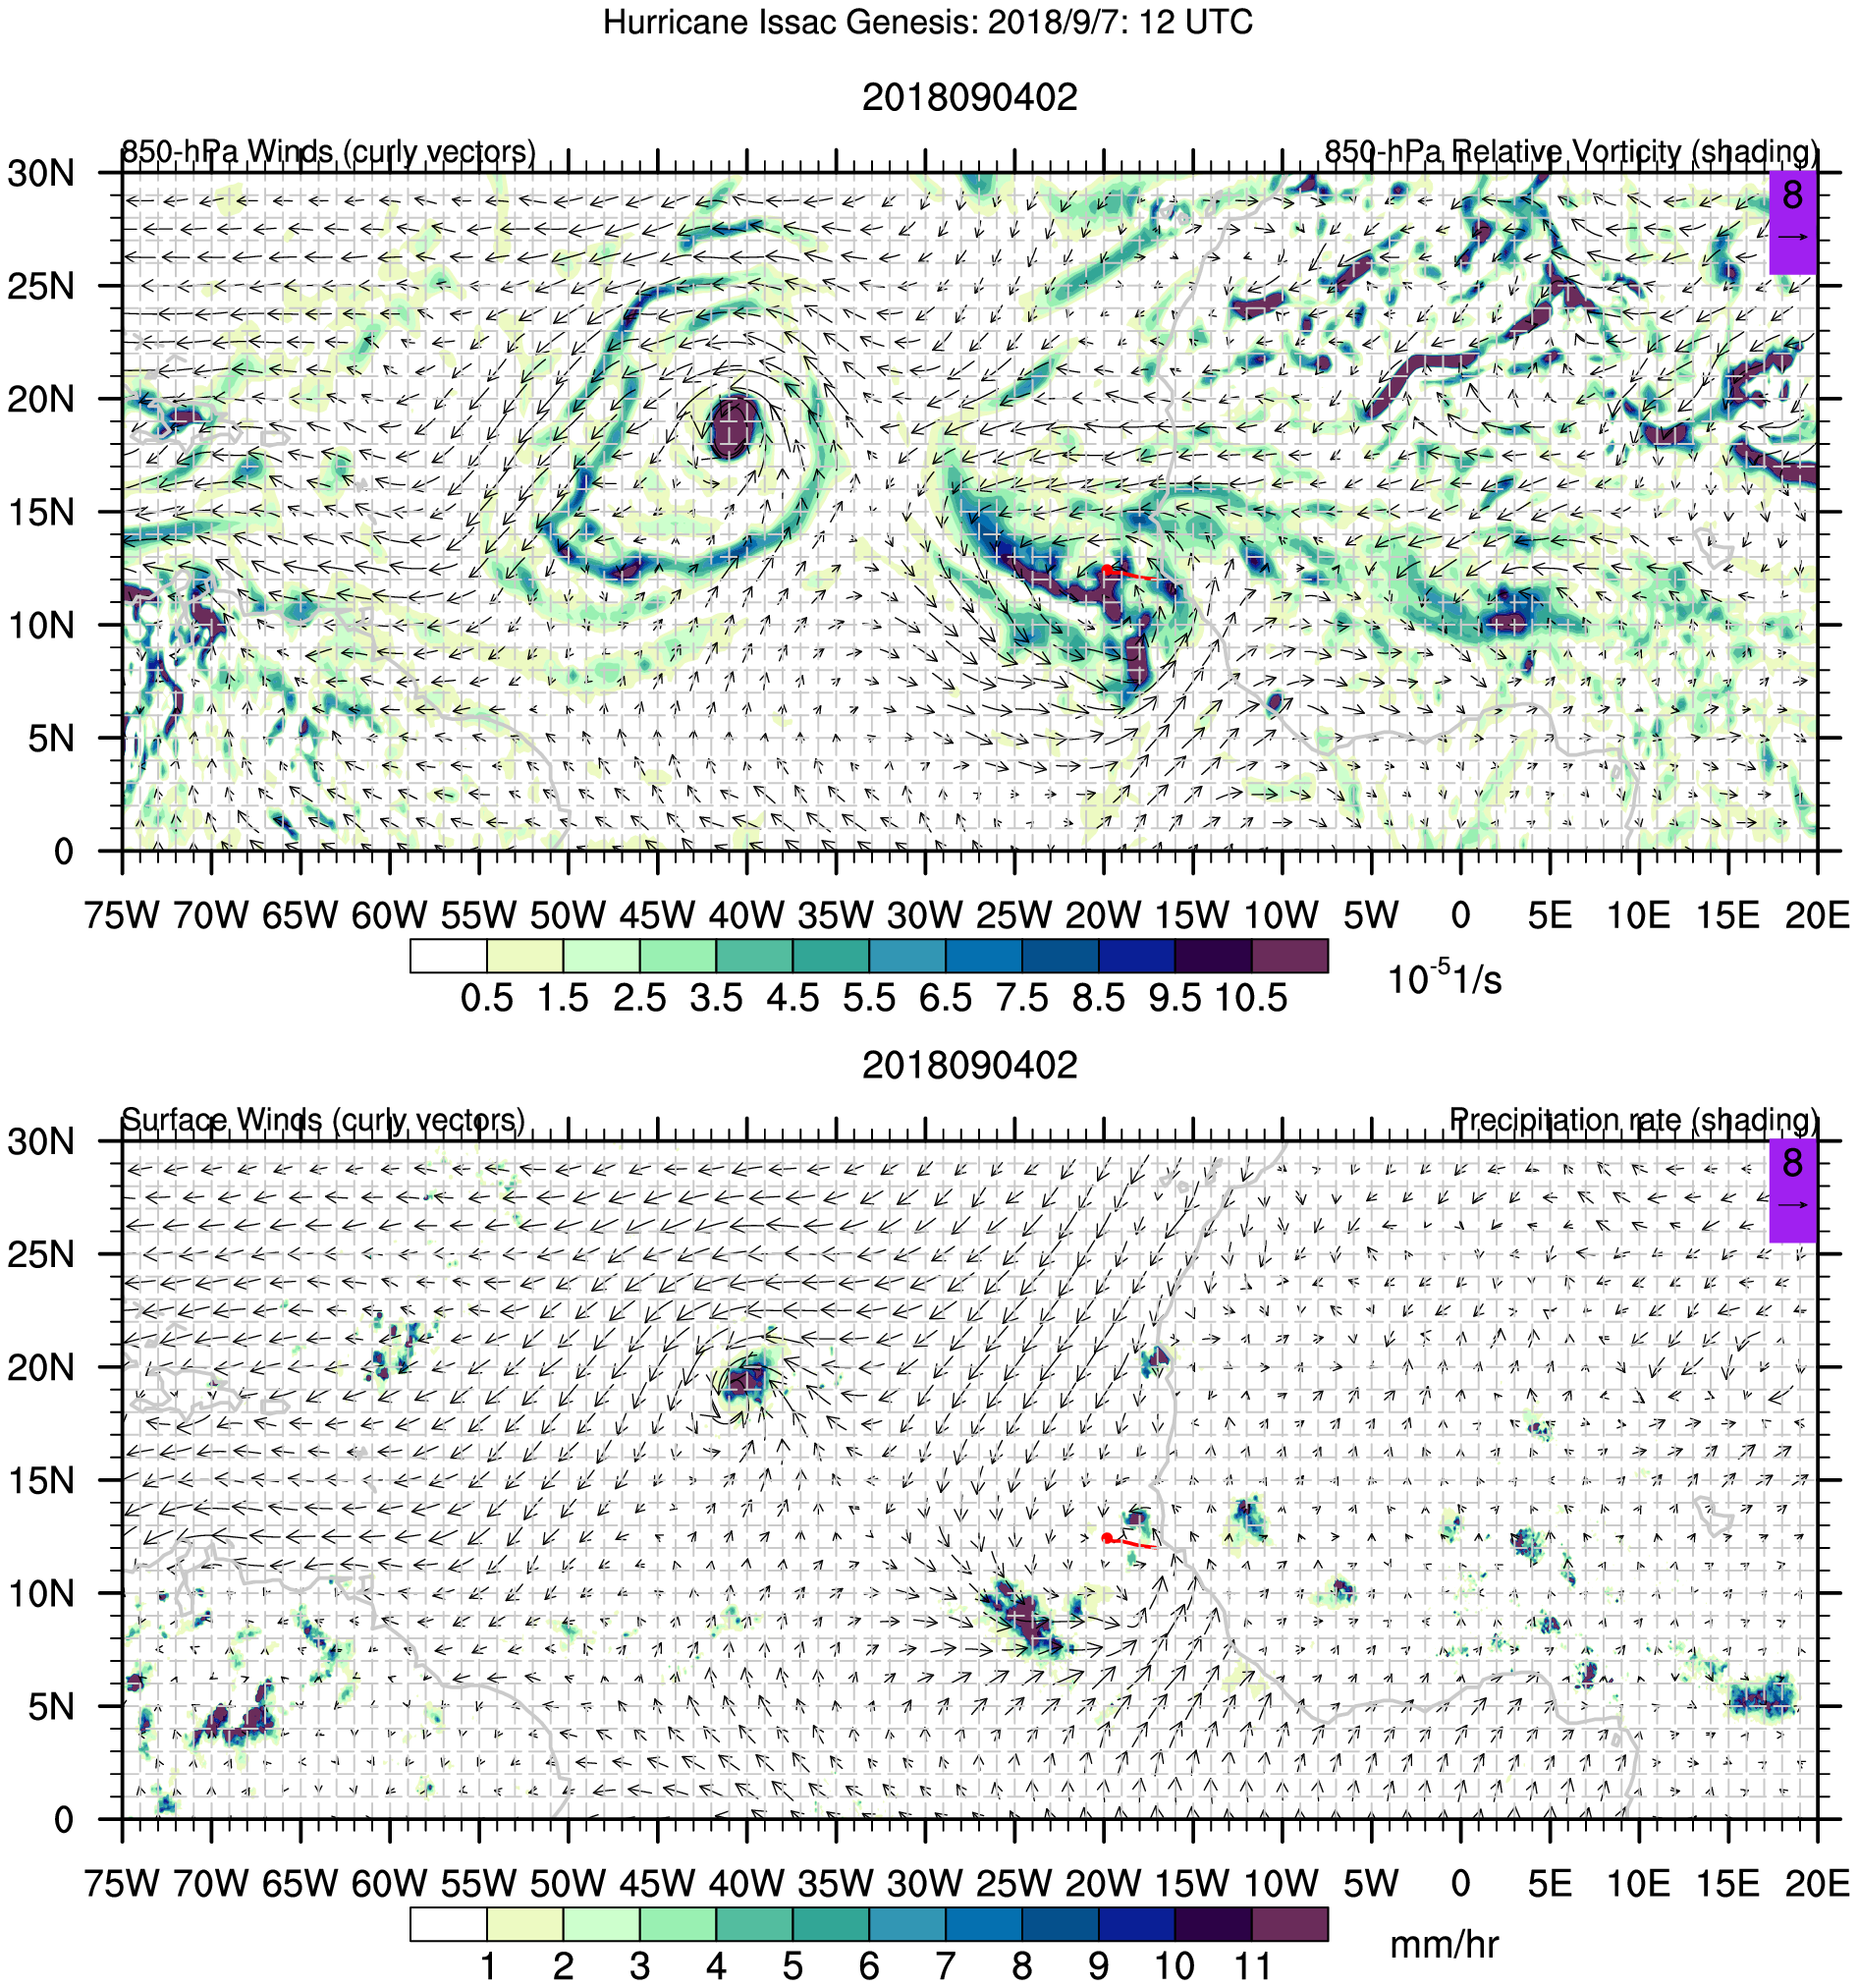 Hurricane Issac Genesis: 2018/9/7: 12 UTC
2018090402
850-hPa Winds (curly vectors) 850-hPa Relative Vorticity (shading)
8
30N
25N
20N
15N
10N
5N
0
75W 70W 65W 60W 55W 50W 45W 40W 35W 30W 25W 20W 15W 10W 5W 0 5E 10E 15E 20E
0.5 1.5 2.5 3.5 4.5 5.5 6.5 7.5 8.5 9.5 10.5
10⁻⁵1/s
2018090402
Surface Winds (curly vectors) Precipitation rate (shading)
8
30N
25N
20N
15N
10N
5N
0
75W 70W 65W 60W 55W 50W 45W 40W 35W 30W 25W 20W 15W 10W 5W 0 5E 10E 15E 20E
1 2 3 4 5 6 7 8 9 10 11
mm/hr